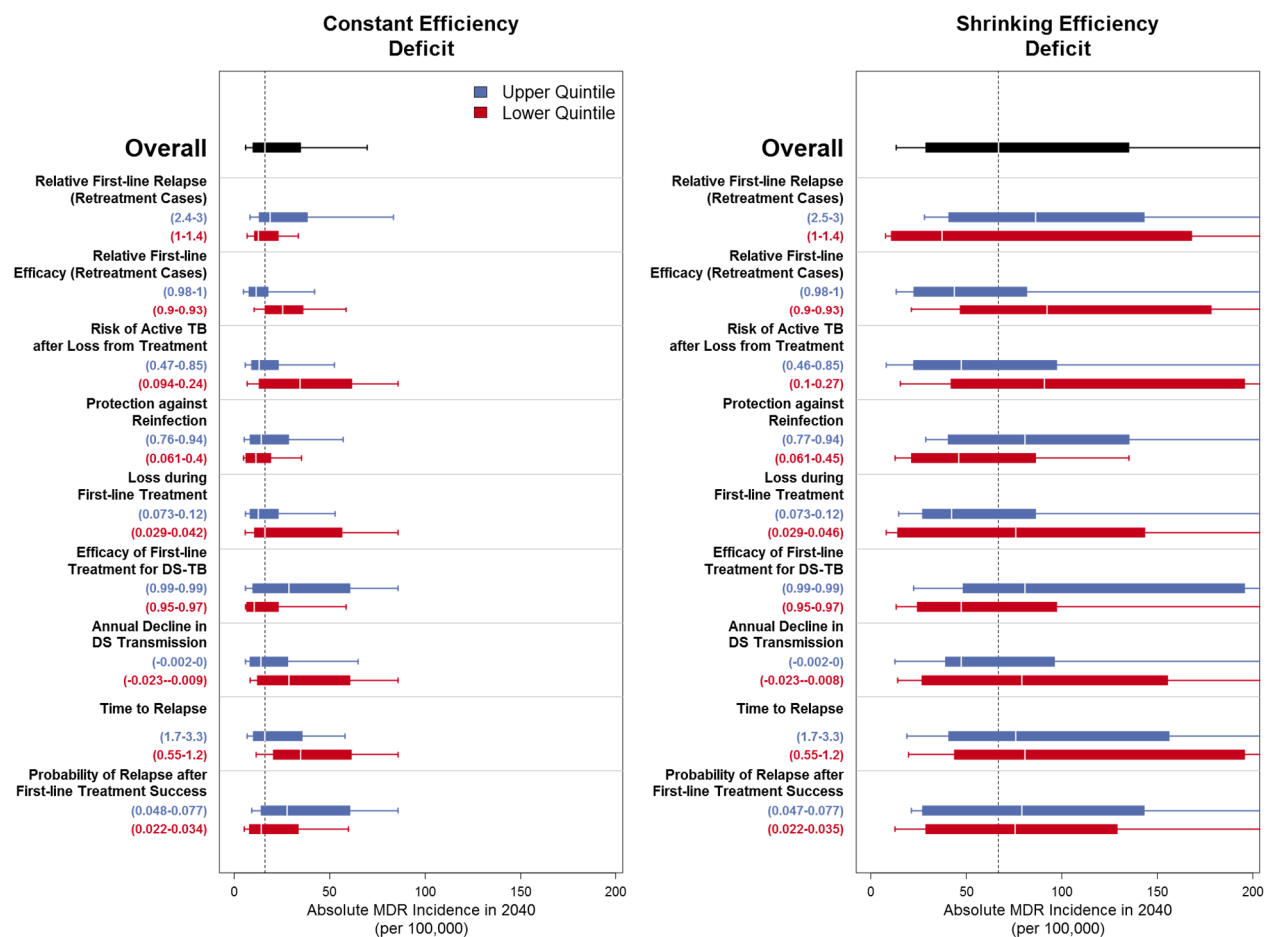 Constant Efficiency
Deficit
Upper Quintile
Lower Quintile
Overall
Relative First-line Relapse
(Retreatment Cases)
(2.4-3)
(1-1.4)
Relative First-line
Efficacy (Retreatment Cases)
(0.98-1)
(0.9-0.93)
Risk of Active TB
after Loss from Treatment
(0.47-0.85)
(0.094-0.24)
Protection against
Reinfection
(0.76-0.94)
(0.061-0.4)
Loss during
First-line Treatment
(0.073-0.12)
(0.029-0.042)
Efficacy of First-line
Treatment for DS-TB
(0.99-0.99)
(0.95-0.97)
Annual Decline in
DS Transmission
(-0.002-0)
(-0.023--0.009)
Time to Relapse
(1.7-3.3)
(0.55-1.2)
Probability of Relapse after
First-line Treatment Success
(0.048-0.077)
(0.022-0.034)
0 50 100 150 200
Absolute MDR Incidence in 2040
(per 100,000)
Shrinking Efficiency
Deficit
Overall
Relative First-line Relapse
(Retreatment Cases)
(2.5-3)
(1-1.4)
Relative First-line
Efficacy (Retreatment Cases)
(0.98-1)
(0.9-0.93)
Risk of Active TB
after Loss from Treatment
(0.46-0.85)
(0.1-0.27)
Protection against
Reinfection
(0.77-0.94)
(0.061-0.45)
Loss during
First-line Treatment
(0.073-0.12)
(0.029-0.046)
Efficacy of First-line
Treatment for DS-TB
(0.99-0.99)
(0.95-0.97)
Annual Decline in
DS Transmission
(-0.002-0)
(-0.023--0.008)
Time to Relapse
(1.7-3.3)
(0.55-1.2)
Probability of Relapse after
First-line Treatment Success
(0.047-0.077)
(0.022-0.035)
0 50 100 150 200
Absolute MDR Incidence in 2040
(per 100,000)